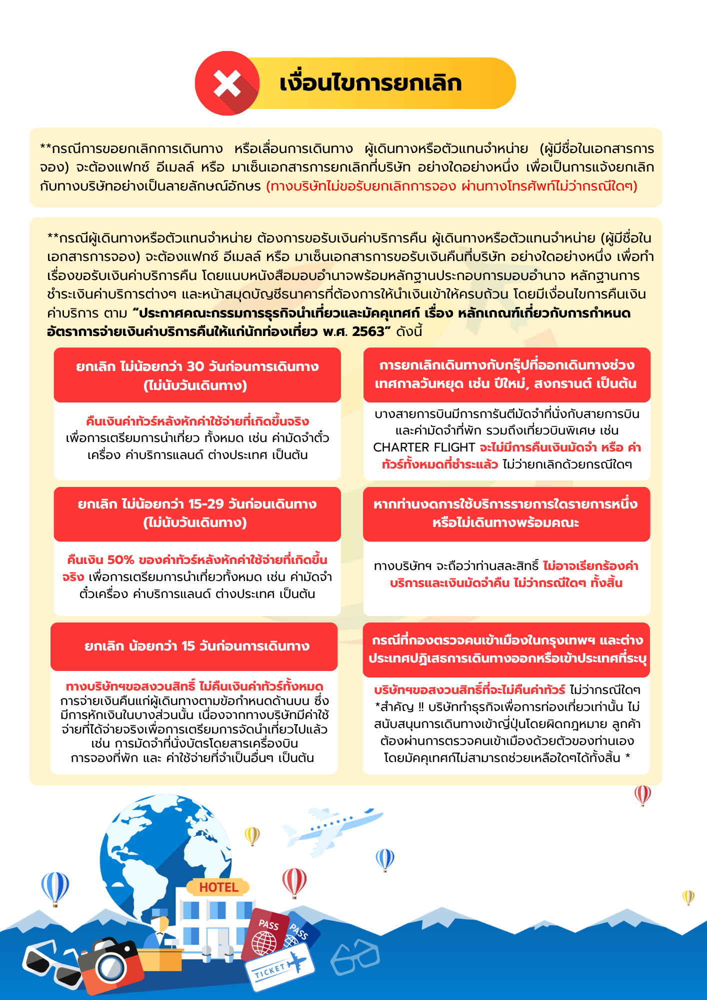 เงื่อนไขการยกเลิก
**กรณีการขอยกเลิกการเดินทาง หรือเลื่อนการเดินทาง ผู้เดินทางหรือตัวแทนจำหน่าย (ผู้มีชื่อในเอกสารการ
จอง) จะต้องแฟกซ์ อีเมลล์ หรือ มาเซ็นเอกสารการยกเลิกที่บริษัท อย่างใดอย่างหนึ่ง เพื่อเป็นการแจ้งยกเลิก
กับทางบริษัทอย่างเป็นลายลักษณ์อักษร (ทางบริษัทไม่ขอรับยกเลิกการจอง ผ่านทางโทรศัพท์ไม่ว่ากรณีใดๆ)
**กรณีผู้เดินทางหรือตัวแทนจำหน่าย ต้องการขอรับเงินค่าบริการคืน ผู้เดินทางหรือตัวแทนจำหน่าย (ผู้มีชื่อใน
เอกสารการจอง) จะต้องแฟกซ์ อีเมลล์ หรือ มาเซ็นเอกสารการขอรับเงินคืนที่บริษัท อย่างใดอย่างหนึ่ง เพื่อทำ
เรื่องขอรับเงินค่าบริการคืน โดยแนบหนังสือมอบอำนาจพร้อมหลักฐานประกอบการมอบอำนาจ หลักฐานการ
ชำระเงินค่าบริการต่างๆ และหน้าสมุดบัญชีธนาคารที่ต้องการให้นำเงินเข้าให้ครบถ้วน โดยมีเงื่อนไขการคืนเงิน
ค่าบริการ ตาม “ประกาศคณะกรรมการธุรกิจนำเที่ยวและมัคคุเทศก์ เรื่อง หลักเกณฑ์เกี่ยวกับการกำหนด
อัตราการจ่ายเงินค่าบริการคืนให้แก่นักท่องเที่ยว พ.ศ. 2563” ดังนี้
ยกเลิก ไม่น้อยกว่า 30 วันก่อนการเดินทาง
(ไม่นับวันเดินทาง)
คืนเงินค่าทัวร์หลังหักค่าใช้จ่ายที่เกิดขึ้นจริง
เพื่อการเตรียมการนำเที่ยว ทั้งหมด เช่น ค่ามัดจำตั๋ว
เครื่อง ค่าบริการแลนด์ ต่างประเทศ เป็นต้น
การยกเลิกเดินทางกับกรุ๊ปที่ออกเดินทางช่วง
เทศกาลวันหยุด เช่น ปีใหม่, สงกรานต์ เป็นต้น
บางสายการบินมีการการันตีมัดจำที่นั่งกับสายการบิน
และค่ามัดจำที่พัก รวมถึงเที่ยวบินพิเศษ เช่น
CHARTER FLIGHT จะไม่มีการคืนเงินมัดจำ หรือ ค่า
ทัวร์ทั้งหมดที่ชำระแล้ว ไม่ว่ายกเลิกด้วยกรณีใดๆ
ยกเลิก ไม่น้อยกว่า 15-29 วันก่อนเดินทาง
(ไม่นับวันเดินทาง)
คืนเงิน 50% ของค่าทัวร์หลังหักค่าใช้จ่ายที่เกิดขึ้น
จริง เพื่อการเตรียมการนำเที่ยวทั้งหมด เช่น ค่ามัดจำ
ตั๋วเครื่อง ค่าบริการแลนด์ ต่างประเทศ เป็นต้น
หากท่านงดการใช้บริการรายการใดรายการหนึ่ง
หรือไม่เดินทางพร้อมคณะ
ทางบริษัทฯ จะถือว่าท่านสละสิทธิ์ ไม่อาจเรียกร้องค่า
บริการและเงินมัดจำคืน ไม่ว่ากรณีใดๆ ทั้งสิ้น
ยกเลิก น้อยกว่า 15 วันก่อนการเดินทาง
ทางบริษัทฯขอสงวนสิทธิ์ ไม่คืนเงินค่าทัวร์ทั้งหมด
การจ่ายเงินคืนแก่ผู้เดินทางตามข้อกำหนดด้านบน ซึ่ง
มีการหักเงินในบางส่วนนั้น เนื่องจากทางบริษัทมีค่าใช้
จ่ายที่ได้จ่ายจริงเพื่อการเตรียมการจัดนำเที่ยวไปแล้ว
เช่น การมัดจำที่นั่งบัตรโดยสารเครื่องบิน
การจองที่พัก และ ค่าใช้จ่ายที่จำเป็นอื่นๆ เป็นต้น
กรณีที่กองตรวจคนเข้าเมืองในกรุงเทพฯ และต่าง
ประเทศปฏิเสธการเดินทางออกหรือเข้าประเทศที่ระบุ
บริษัทฯขอสงวนสิทธิ์ที่จะไม่คืนค่าทัวร์ ไม่ว่ากรณีใดๆ
*สำคัญ !! บริษัททำธุรกิจเพื่อการท่องเที่ยวเท่านั้น ไม่
สนับสนุนการเดินทางเข้าญี่ปุ่นโดยผิดกฎหมาย ลูกค้า
ต้องผ่านการตรวจคนเข้าเมืองด้วยตัวของท่านเอง
โดยมัคคุเทศก์ไม่สามารถช่วยเหลือใดๆได้ทั้งสิ้น *
HOTEL
PASS
PASS
TICKET